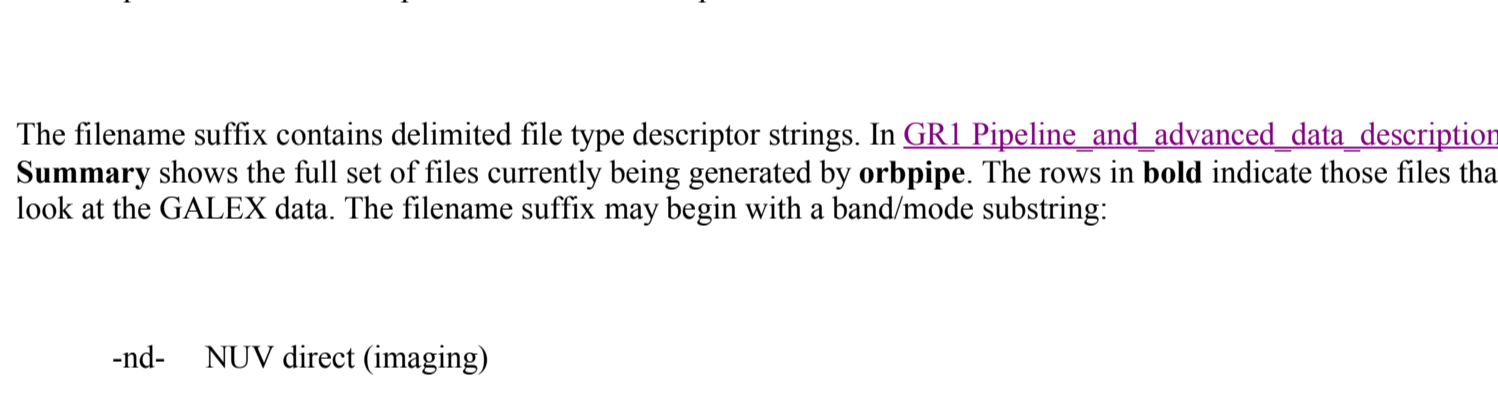 The filename suffix contains delimited file type descriptor strings. In GR1 Pipeline_and_advanced_data_description
Summary shows the full set of files currently being generated by orbpipe. The rows in bold indicate those files tha
look at the GALEX data. The filename suffix may begin with a band/mode substring:
-nd- NUV direct (imaging)